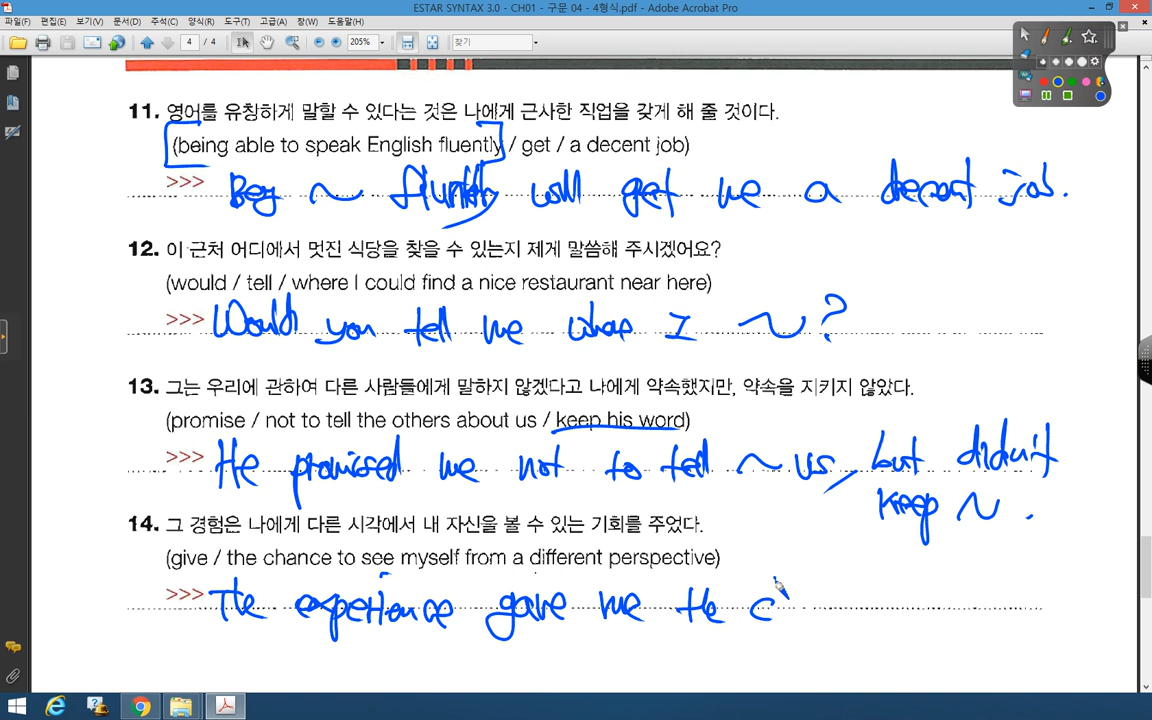 ESTAR SYNTAX 3.0 - CH01 - 구문 04 - 4형식.pdf - Adobe Acrobat Pro
파일(F) 편집(E) 보기(V) 문서(D) 주석(C) 양식(R) 도구(T) 고급(A) 창(W) 도움말(H)
4 / 4 205% 찾기
11. 영어를 유창하게 말할 수 있다는 것은 나에게 근사한 직업을 갖게 해 줄 것이다.
(being able to speak English fluently / get / a decent job)
>>> ~ fluently will get me a decent job.
12. 이 근처 어디에서 멋진 식당을 찾을 수 있는지 제게 말씀해 주시겠어요?
(would / tell / where I could find a nice restaurant near here)
>>> Would you tell me where I ~ ?
13. 그는 우리에 관하여 다른 사람들에게 말하지 않겠다고 나에게 약속했지만, 약속을 지키지 않았다.
(promise / not to tell the others about us / keep his word)
>>> He promised me not to tell ~ us, but didn't
keep ~ .
14. 그 경험은 나에게 다른 시각에서 내 자신을 볼 수 있는 기회를 주었다.
(give / the chance to see myself from a different perspective)
>>> The experience gave me the c